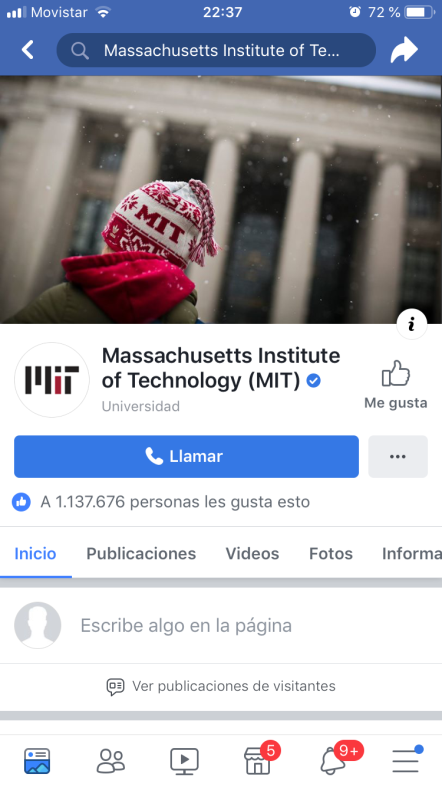 Movistar 22:37 72 %
Massachusetts Institute of Te...
MIT
i
MIT
Massachusetts Institute
of Technology (MIT)
Universidad
Me gusta
Llamar
A 1.137.676 personas les gusta esto
Inicio Publicaciones Videos Fotos Informa
Escribe algo en la página
Ver publicaciones de visitantes
5 9+